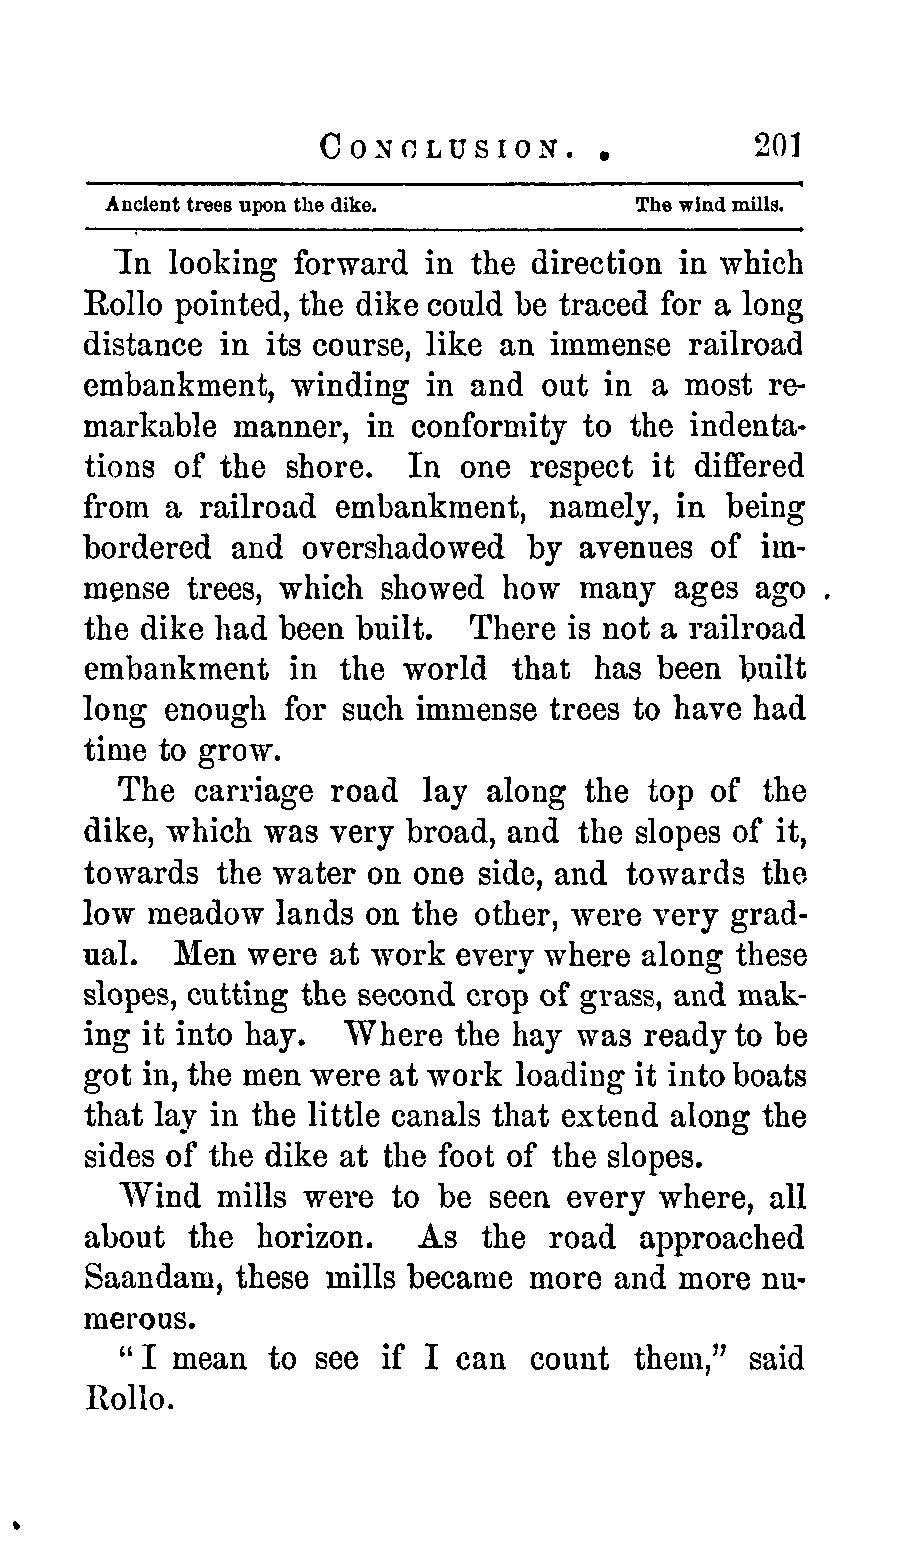 CONCLUSION. . 201
Ancient trees upon the dike. The wind mills.
In looking forward in the direction in which
Rollo pointed, the dike could be traced for a long
distance in its course, like an immense railroad
embankment, winding in and out in a most re-
markable manner, in conformity to the indenta-
tions of the shore. In one respect it differed
from a railroad embankment, namely, in being
bordered and overshadowed by avenues of im-
mense trees, which showed how many ages ago
the dike had been built. There is not a railroad
embankment in the world that has been built
long enough for such immense trees to have had
time to grow.
The carriage road lay along the top of the
dike, which was very broad, and the slopes of it,
towards the water on one side, and towards the
low meadow lands on the other, were very grad-
ual. Men were at work every where along these
slopes, cutting the second crop of grass, and mak-
ing it into hay. Where the hay was ready to be
got in, the men were at work loading it into boats
that lay in the little canals that extend along the
sides of the dike at the foot of the slopes.
Wind mills were to be seen every where, all
about the horizon. As the road approached
Saandam, these mills became more and more nu-
merous.
"I mean to see if I can count them," said
Rollo.